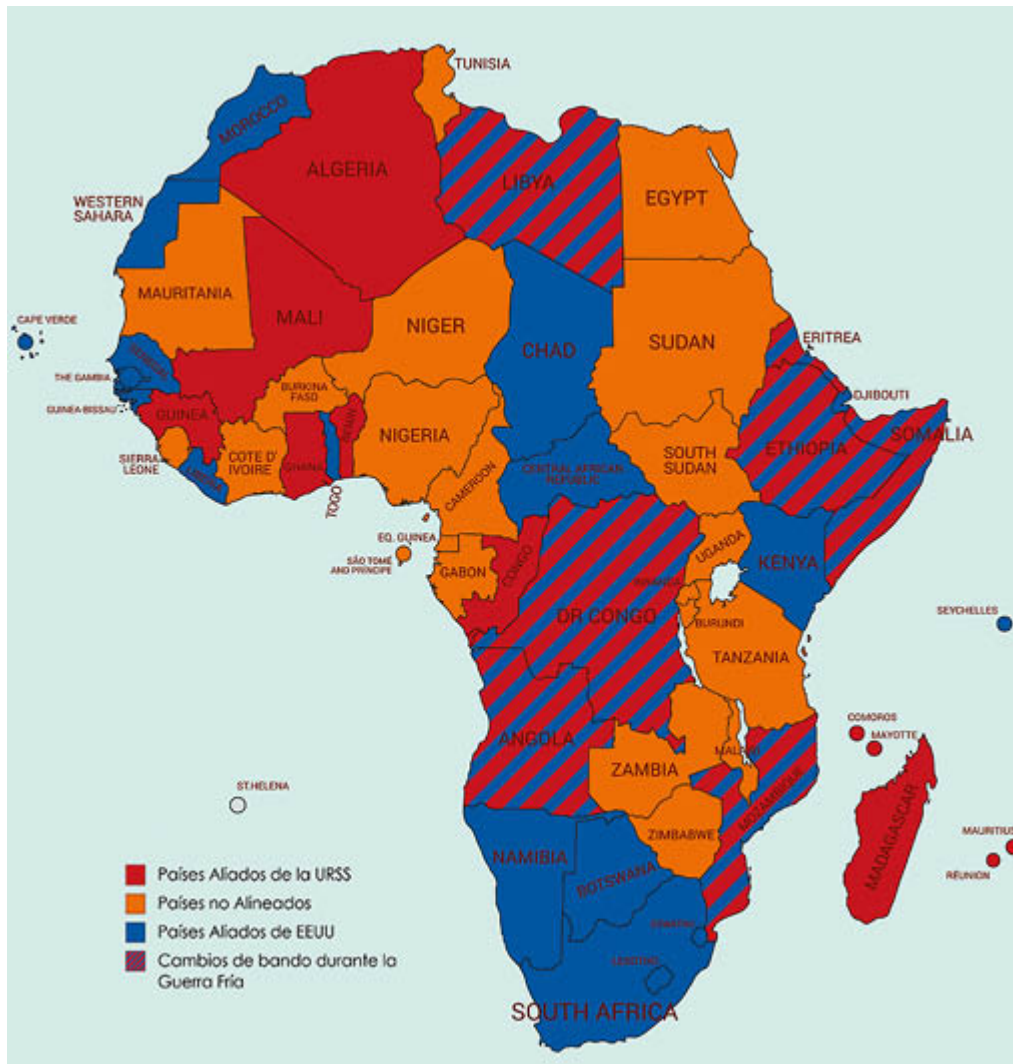 TUNISIA
MOROCCO
ALGERIA
LIBYA
EGYPT
WESTERN
SAHARA
MAURITANIA
MALI
NIGER
CHAD
SUDAN
ERITREA
CAPE VERDE
SENEGAL
THE GAMBIA
GUINEA-BISSAU
GUINEA
BURKINA
FASO
BENIN
NIGERIA
DJIBOUTI
SOMALIA
ETHIOPIA
SOUTH
SUDAN
SIERRA
LEONE
LIBERIA
COTE D'
IVOIRE
GHANA
TOGO
CAMEROON
CENTRAL AFRICAN
REPUBLIC
EQ. GUINEA
SÃO TOMÉ
AND PRÍNCIPE
GABON
CONGO
DR CONGO
UGANDA
KENYA
RWANDA
BURUNDI
TANZANIA
SEYCHELLES
COMOROS
MAYOTTE
ANGOLA
ZAMBIA
MALAWI
MOZAMBIQUE
ST.HELENA
ZIMBABWE
MADAGASCAR
MAURITIUS
RÉUNION
NAMIBIA
BOTSWANA
LESOTHO
SOUTH AFRICA
Países Aliados de la URSS
Países no Alineados
Países Aliados de EEUU
Cambios de bando durante la
Guerra Fría